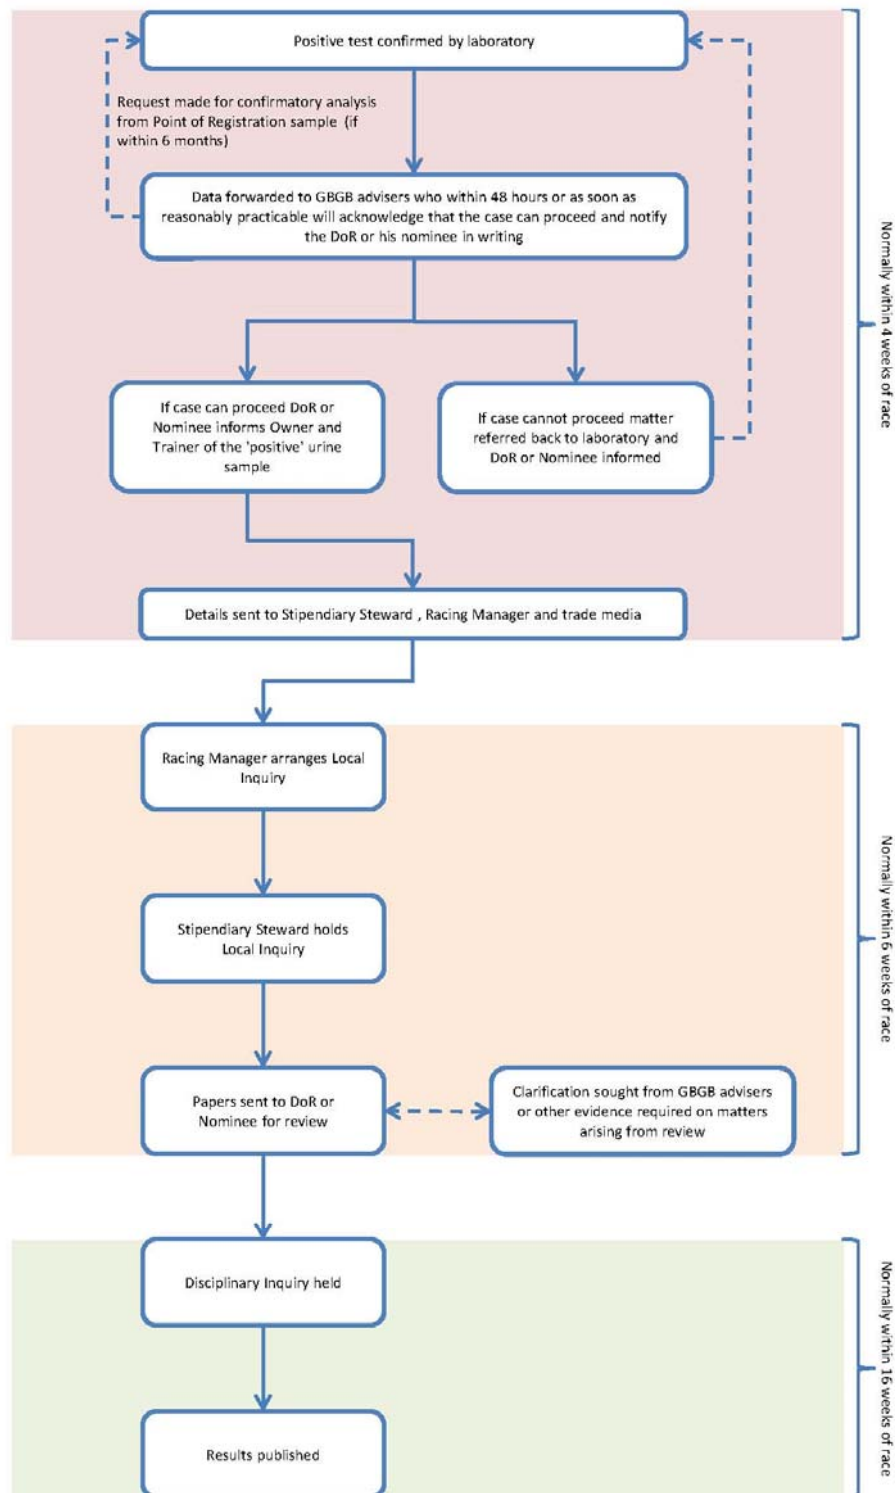 Positive test confirmed by laboratory
Request made for confirmatory analysis
from Point of Registration sample (if
within 6 months)
Data forwarded to GBGB advisers who within 48 hours or as soon as
reasonably practicable will acknowledge that the case can proceed and notify
the DoR or his nominee in writing
If case can proceed DoR or
Nominee informs Owner and
Trainer of the 'positive' urine
sample
If case cannot proceed matter
referred back to laboratory and
DoR or Nominee informed
Details sent to Stipendiary Steward , Racing Manager and trade media
Normally within 4 weeks of race
Racing Manager arranges Local
Inquiry
Stipendiary Steward holds
Local Inquiry
Papers sent to DoR or
Nominee for review
Clarification sought from GBGB advisers
or other evidence required on matters
arising from review
Normally within 6 weeks of race
Disciplinary Inquiry held
Results published
Normally within 16 weeks of race